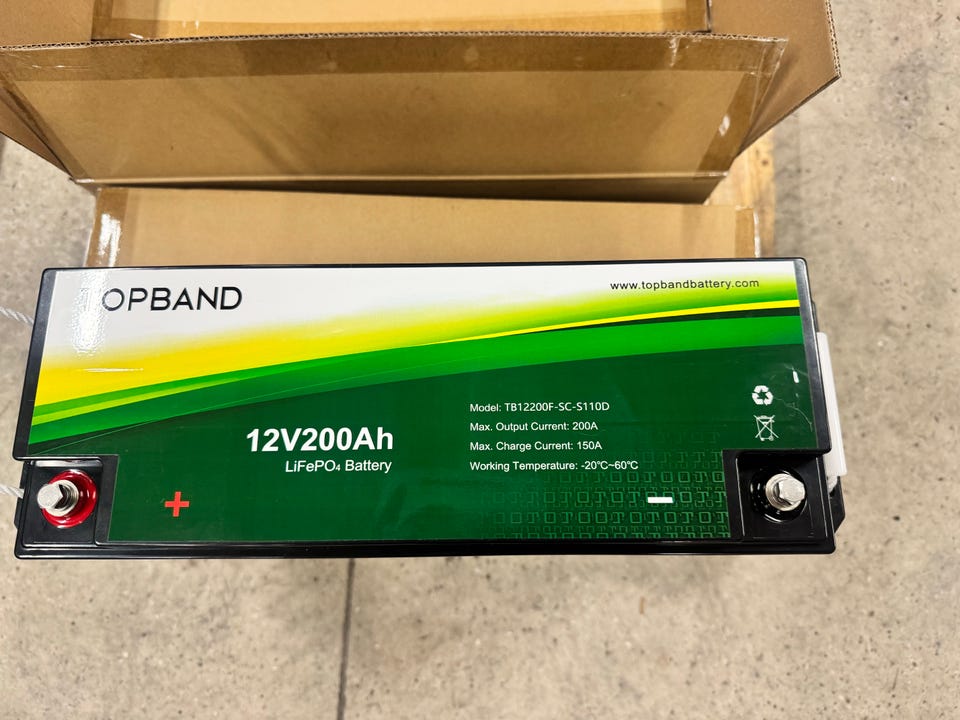 TOPBAND
www.topbandbattery.com
12V200Ah
LiFePO₄ Battery
Model: TB12200F-SC-S110D
Max. Output Current: 200A
Max. Charge Current: 150A
Working Temperature: -20℃~60℃
+
−